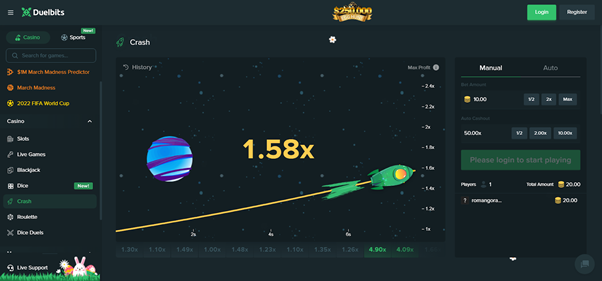 Duelbits
$250,000
Login
Register
Casino
Sports
New!
Search for games...
$1M March Madness Predictor
March Madness
2022 FIFA World Cup
Casino
Slots
Live Games
Blackjack
Dice
New!
Crash
Roulette
Dice Duels
Live Support
Crash
History
Max Profit
1.58x
2.4x
2.2x
2x
1.8x
1.6x
1.4x
1.2x
1x
2s
4s
6s
1.30x
1.10x
1.49x
1.00x
1.48x
1.23x
1.10x
1.35x
1.26x
4.90x
4.09x
Manual
Auto
Bet Amount
10.00
1/2
2x
Max
Auto Cashout
50.00x
1/2
2.00x
10.00x
Please login to start playing
Players
1
Total Amount
20.00
romangora...
20.00